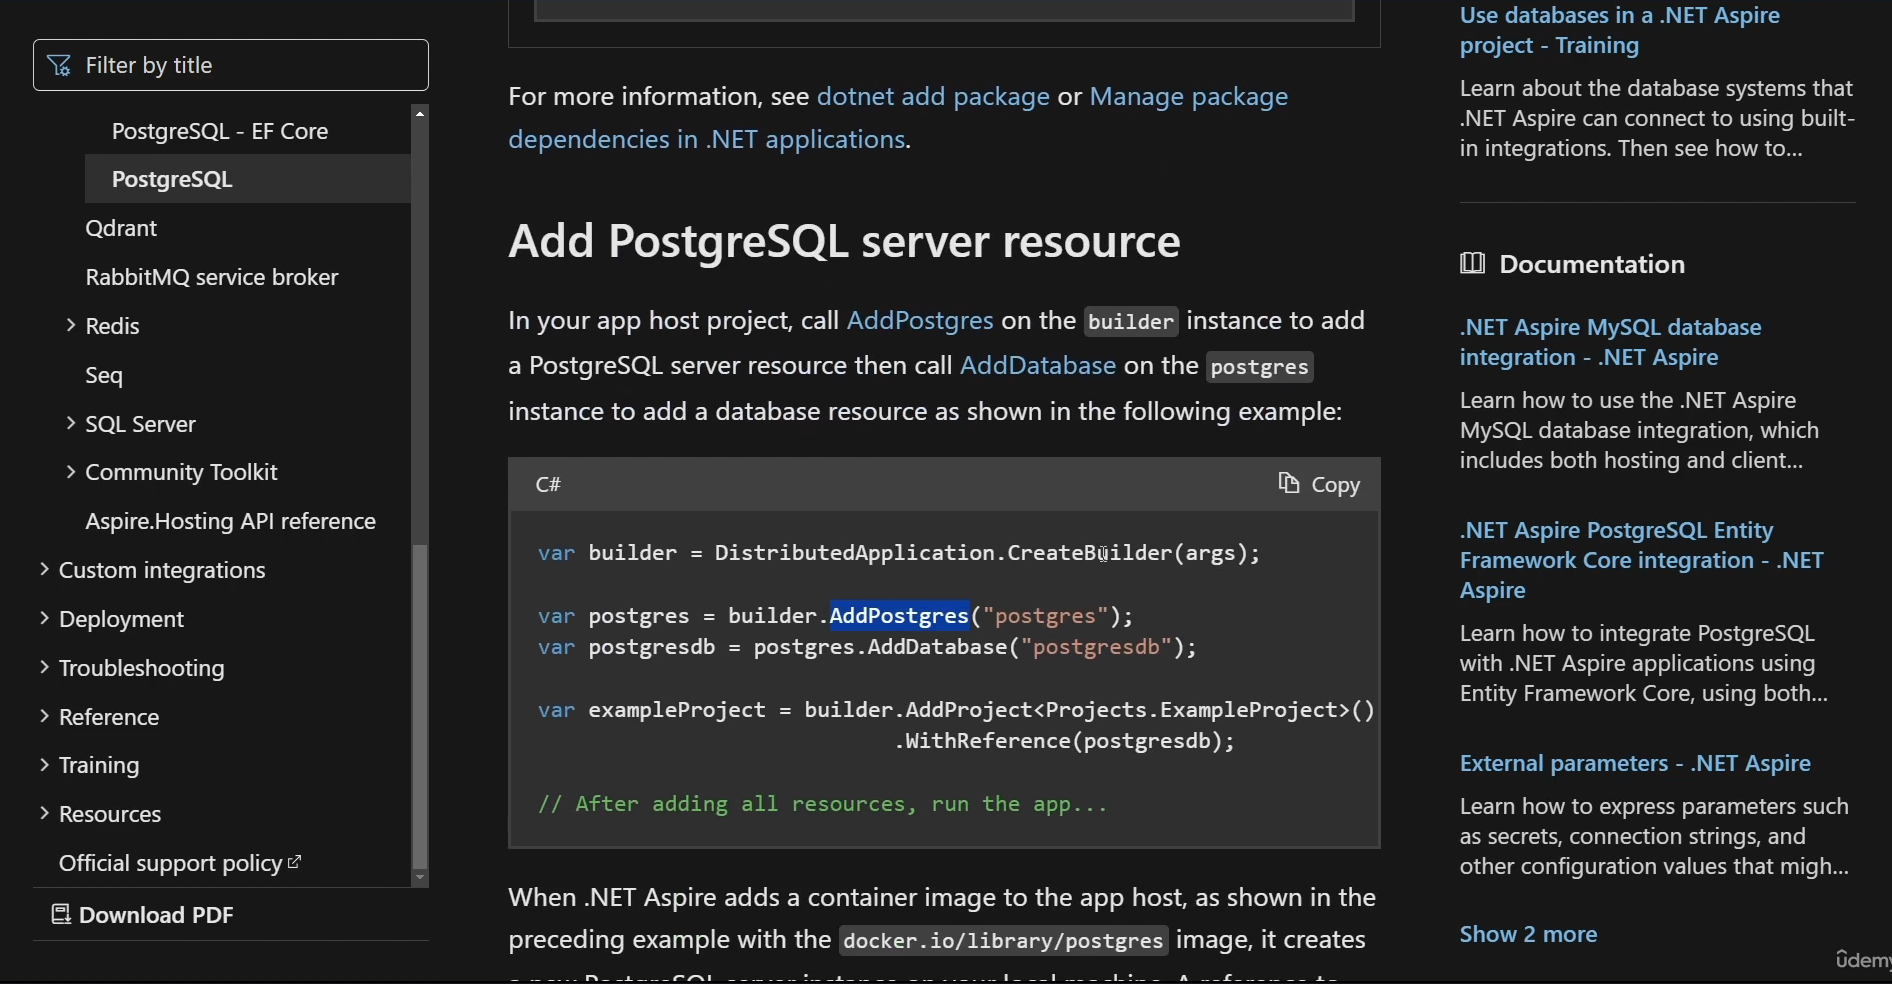 Filter by title
PostgreSQL - EF Core
PostgreSQL
Qdrant
RabbitMQ service broker
Redis
Seq
SQL Server
Community Toolkit
Aspire.Hosting API reference
Custom integrations
Deployment
Troubleshooting
Reference
Training
Resources
Official support policy
Download PDF
For more information, see dotnet add package or Manage package
dependencies in .NET applications.
Add PostgreSQL server resource
In your app host project, call AddPostgres on the builder instance to add
a PostgreSQL server resource then call AddDatabase on the postgres
instance to add a database resource as shown in the following example:
C#
Copy
var builder = DistributedApplication.CreateBuilder(args);
var postgres = builder.AddPostgres("postgres");
var postgresdb = postgres.AddDatabase("postgresdb");
var exampleProject = builder.AddProject<Projects.ExampleProject>()
.WithReference(postgresdb);
// After adding all resources, run the app...
When .NET Aspire adds a container image to the app host, as shown in the
preceding example with the docker.io/library/postgres image, it creates
a new PostgreSQL server instance on your local machine. A reference to
Use databases in a .NET Aspire
project - Training
Learn about the database systems that
.NET Aspire can connect to using built-
in integrations. Then see how to...
Documentation
.NET Aspire MySQL database
integration - .NET Aspire
Learn how to use the .NET Aspire
MySQL database integration, which
includes both hosting and client...
.NET Aspire PostgreSQL Entity
Framework Core integration - .NET
Aspire
Learn how to integrate PostgreSQL
with .NET Aspire applications using
Entity Framework Core, using both...
External parameters - .NET Aspire
Learn how to express parameters such
as secrets, connection strings, and
other configuration values that migh...
Show 2 more
udemy